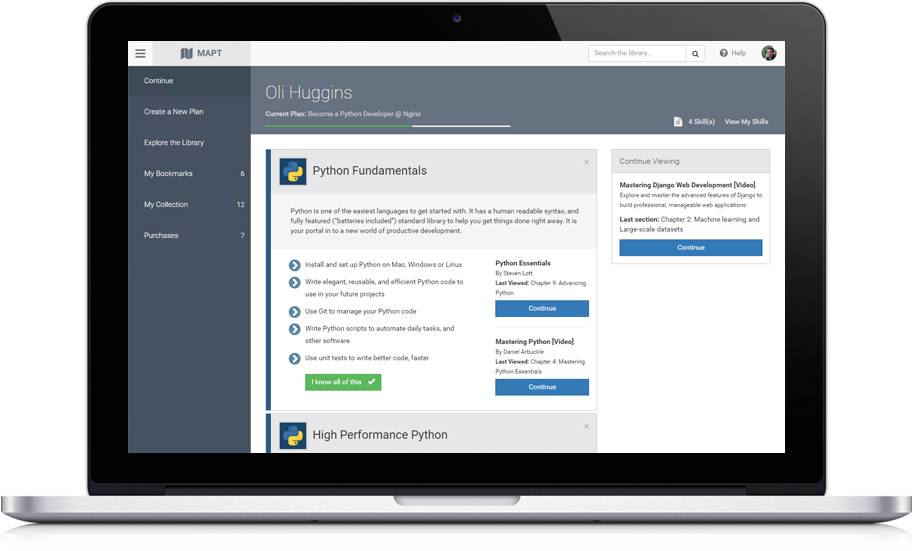 MAPT
Search the library...
Help
Continue
Create a New Plan
Explore the Library
My Bookmarks 6
My Collection 12
Purchases 7
Oli Huggins
Current Plan: Become a Python Developer @ Nginx
4 Skill(s) View My Skills
Python Fundamentals
×
Python is one of the easiest languages to get started with. It has a human readable syntax, and
fully featured ("batteries included") standard library to help you get things done right away. It is
your portal in to a new world of productive development.
Install and set up Python on Mac, Windows or Linux
Write elegant, reusable, and efficient Python code to
use in your future projects
Use Git to manage your Python code
Write Python scripts to automate daily tasks, and
other software
Use unit tests to write better code, faster
I know all of this
Python Essentials
By Steven Lott
Last Viewed: Chapter 9: Advancing
Python
Continue
Mastering Python [Video]
By Daniel Arbuckle
Last Viewed: Chapter 4: Mastering
Python Essentials
Continue
High Performance Python
×
Continue Viewing:
Mastering Django Web Development [Video]
Explore and master the advanced features of Django to
build professional, manageable web applications
Last section: Chapter 2: Machine learning and
Large-scale datasets
Continue